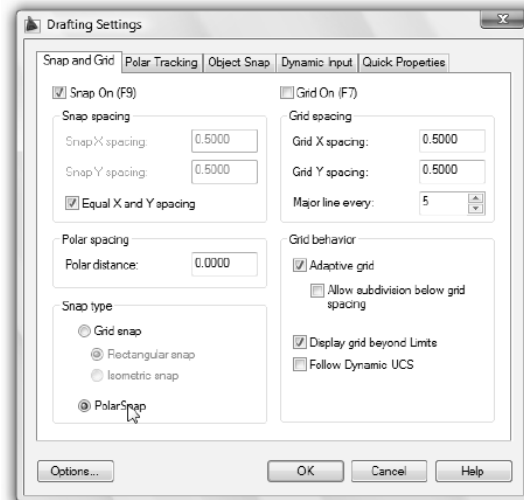 Drafting Settings
Snap and Grid
Polar Tracking
Object Snap
Dynamic Input
Quick Properties
Snap On (F9)
Snap spacing
Snap X spacing:
0.5000
Snap Y spacing:
0.5000
Equal X and Y spacing
Polar spacing
Polar distance:
0.0000
Snap type
Grid snap
Rectangular snap
Isometric snap
PolarSnap
Grid On (F7)
Grid spacing
Grid X spacing:
0.5000
Grid Y spacing:
0.5000
Major line every:
5
Grid behavior
Adaptive grid
Allow subdivision below grid
spacing
Display grid beyond Limits
Follow Dynamic UCS
Options...
OK
Cancel
Help